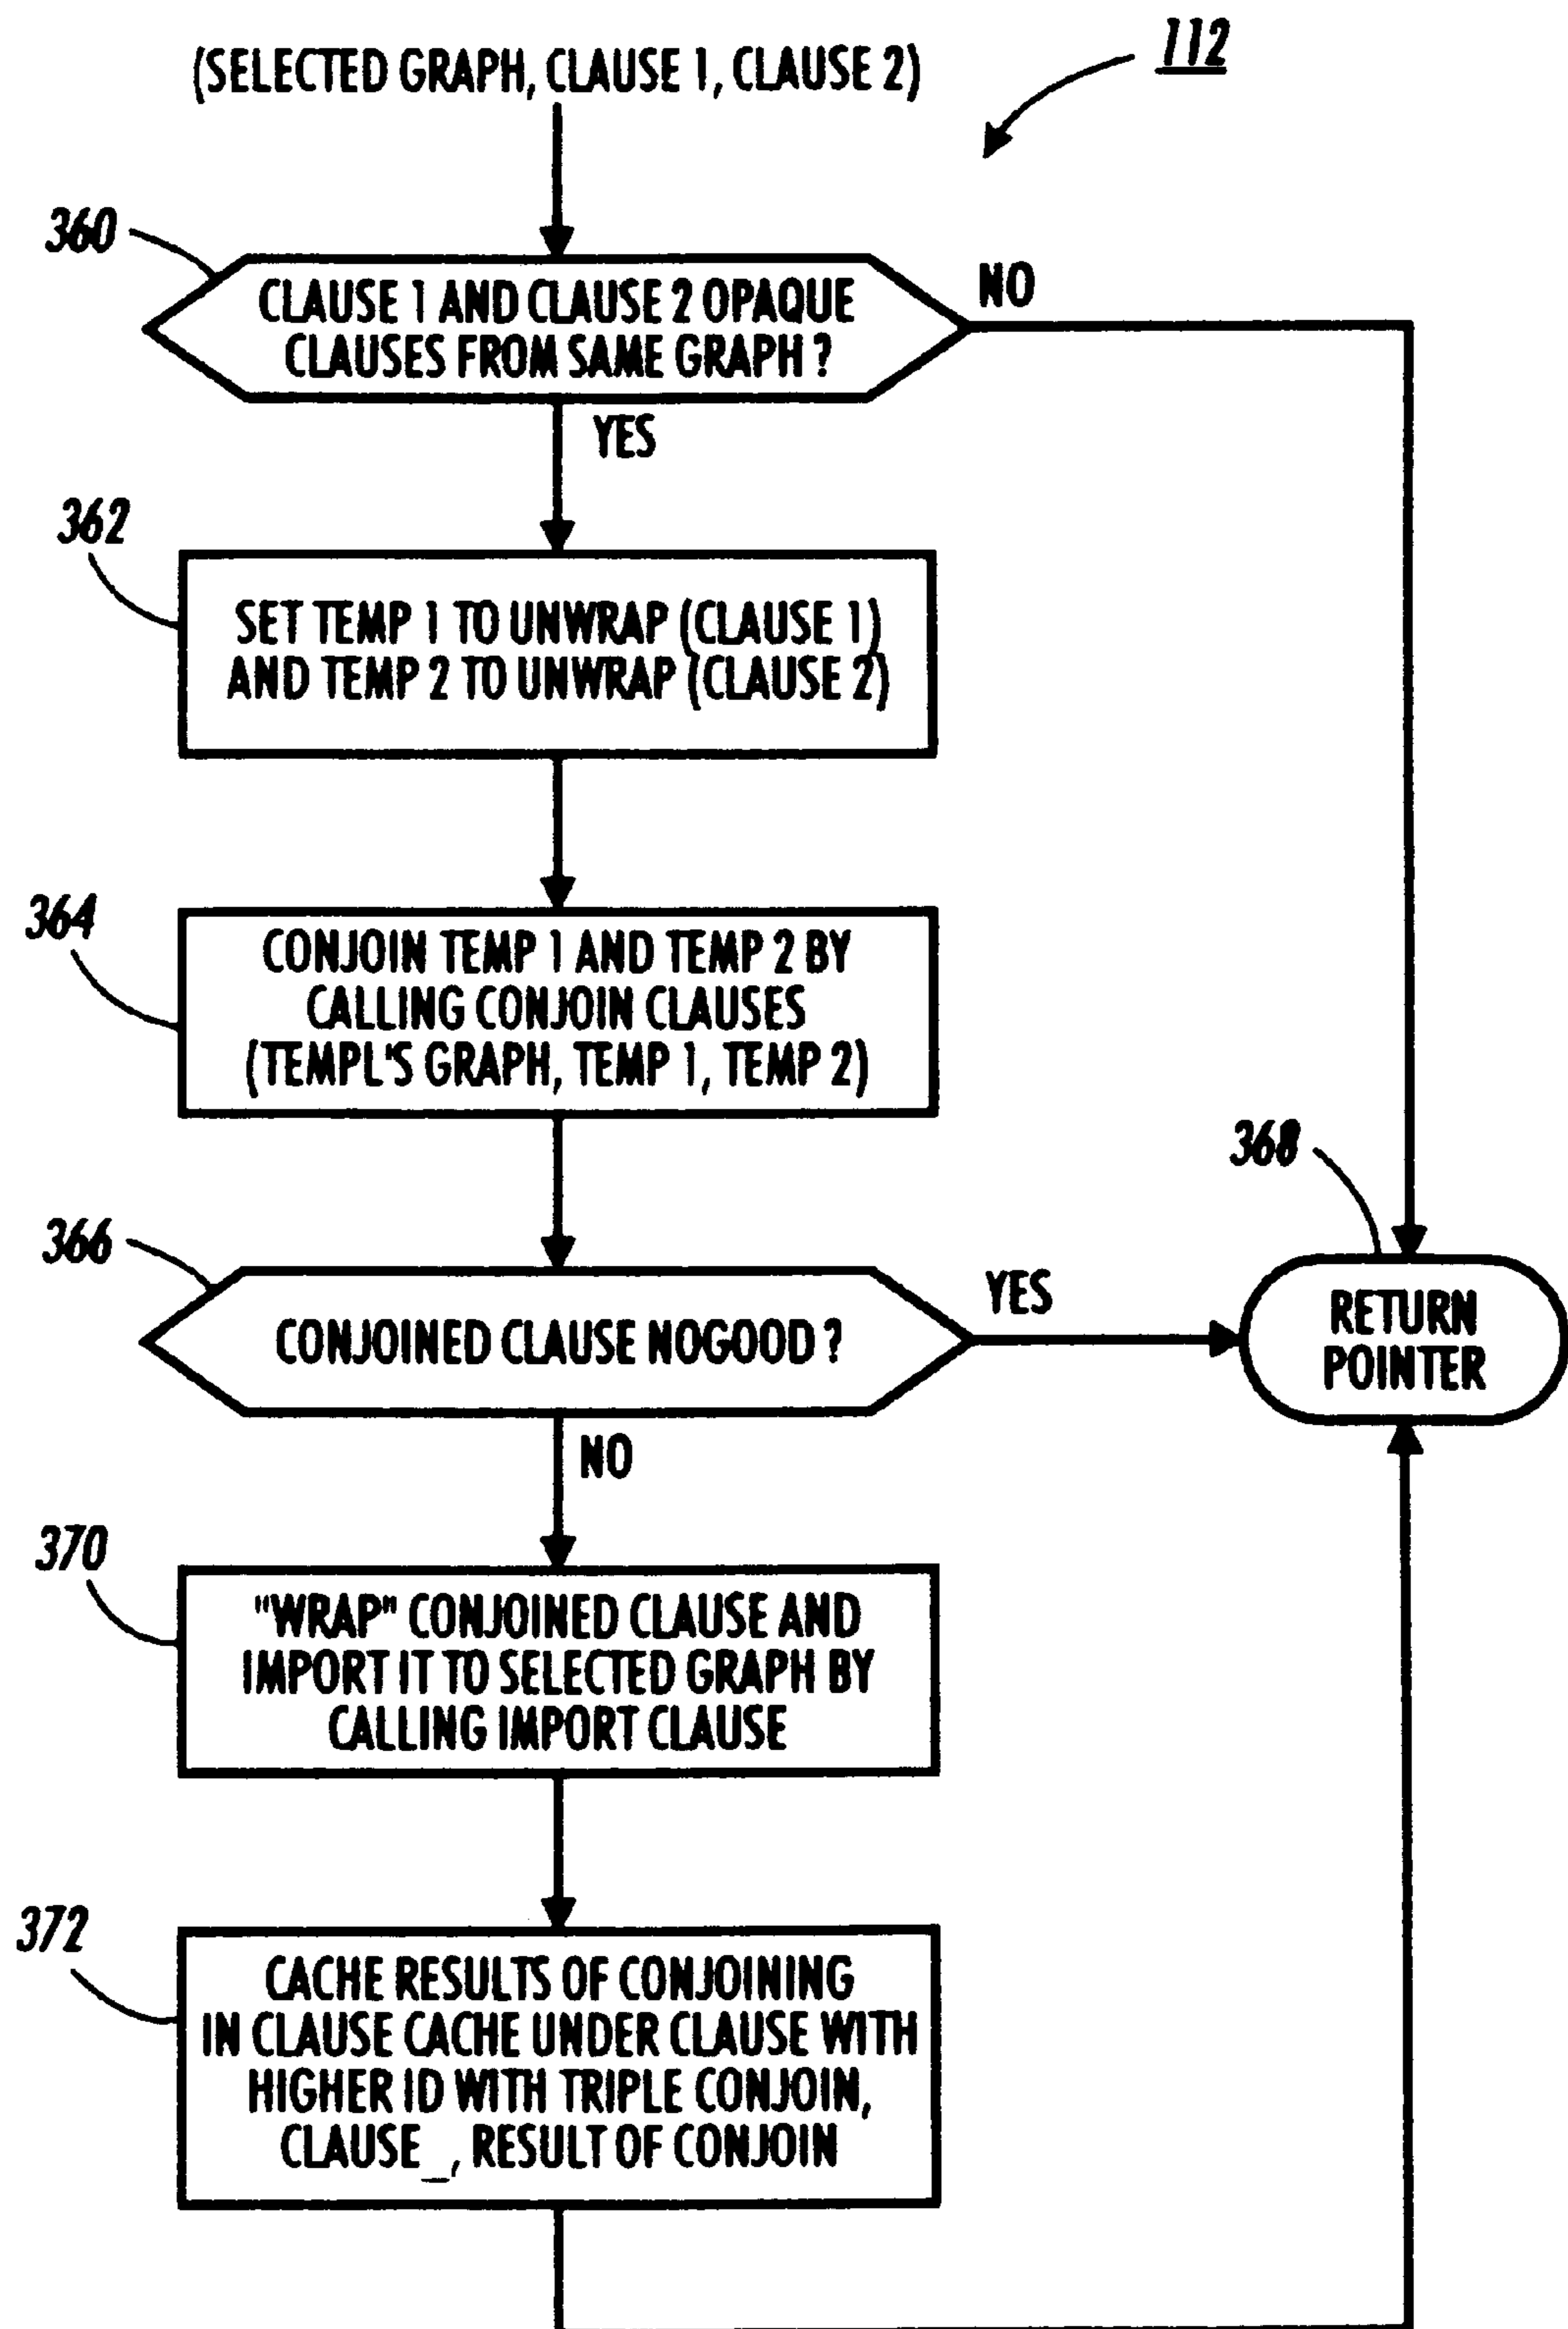 112
(SELECTED GRAPH, CLAUSE 1, CLAUSE 2)
360
CLAUSE 1 AND CLAUSE 2 OPAQUE
CLAUSES FROM SAME GRAPH ?
NO
YES
362
SET TEMP 1 TO UNWRAP (CLAUSE 1)
AND TEMP 2 TO UNWRAP (CLAUSE 2)
364
CONJOIN TEMP 1 AND TEMP 2 BY
CALLING CONJOIN CLAUSES
(TEMPL'S GRAPH, TEMP 1, TEMP 2)
366
CONJOINED CLAUSE NOGOOD ?
YES
368
RETURN
POINTER
NO
370
"WRAP" CONJOINED CLAUSE AND
IMPORT IT TO SELECTED GRAPH BY
CALLING IMPORT CLAUSE
372
CACHE RESULTS OF CONJOINING
IN CLAUSE CACHE UNDER CLAUSE WITH
HIGHER ID WITH TRIPLE CONJOIN,
CLAUSE_, RESULT OF CONJOIN